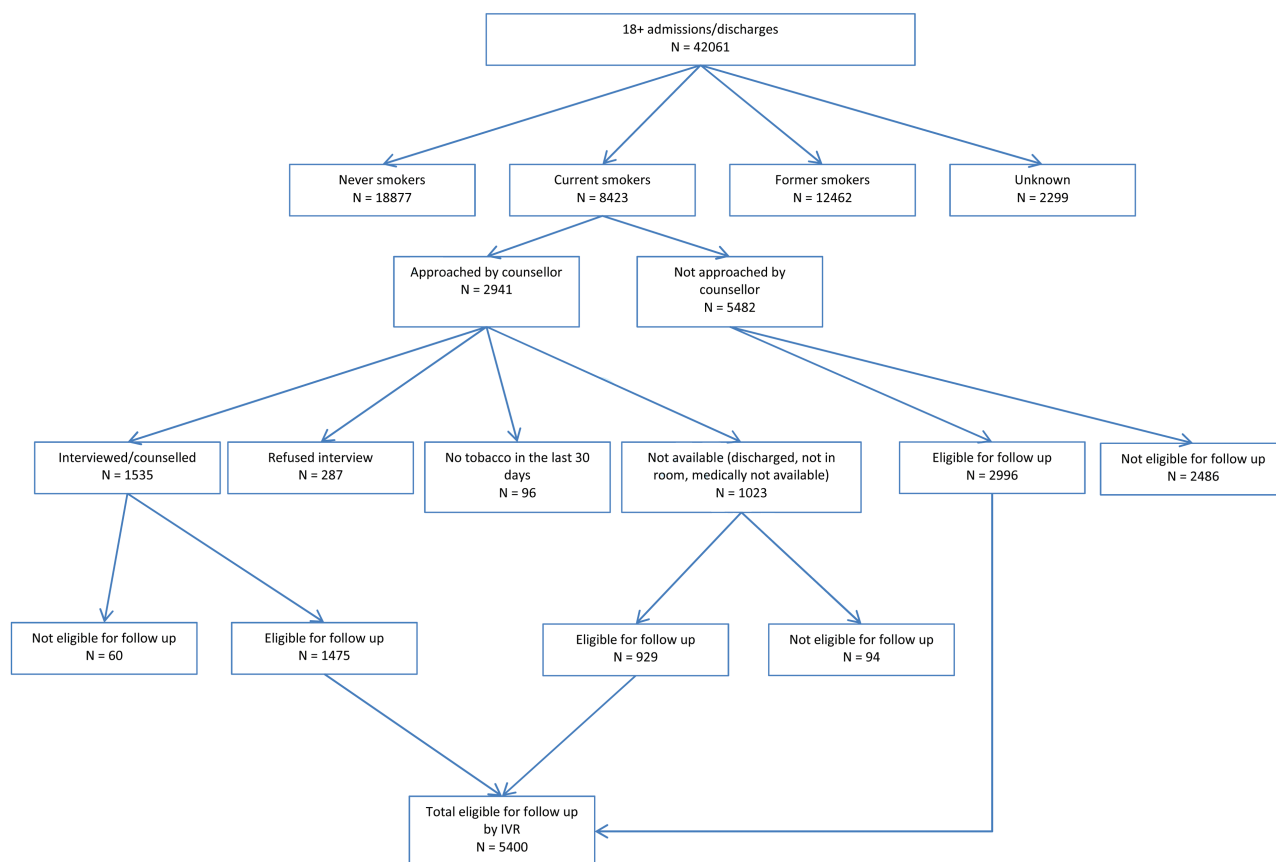 18+ admissions/discharges
N = 42061
Never smokers
N = 18877
Current smokers
N = 8423
Former smokers
N = 12462
Unknown
N = 2299
Approached by counsellor
N = 2941
Not approached by
counsellor
N = 5482
Interviewed/counselled
N = 1535
Refused interview
N = 287
No tobacco in the last 30
days
N = 96
Not available (discharged, not in
room, medically not available)
N = 1023
Eligible for follow up
N = 2996
Not eligible for follow up
N = 2486
Not eligible for follow up
N = 60
Eligible for follow up
N = 1475
Eligible for follow up
N = 929
Not eligible for follow up
N = 94
Total eligible for follow up
by IVR
N = 5400